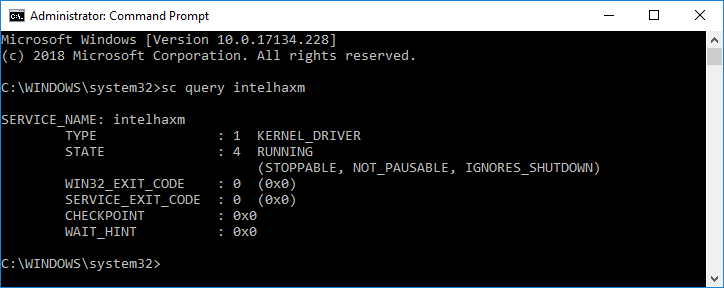 Administrator: Command Prompt
Microsoft Windows [Version 10.0.17134.228]
(c) 2018 Microsoft Corporation. All rights reserved.
C:\WINDOWS\system32>sc query intelhaxm
SERVICE_NAME: intelhaxm
        TYPE               : 1  KERNEL_DRIVER
        STATE              : 4  RUNNING
                                (STOPPABLE, NOT_PAUSABLE, IGNORES_SHUTDOWN)
        WIN32_EXIT_CODE    : 0  (0x0)
        SERVICE_EXIT_CODE  : 0  (0x0)
        CHECKPOINT         : 0x0
        WAIT_HINT          : 0x0
C:\WINDOWS\system32>